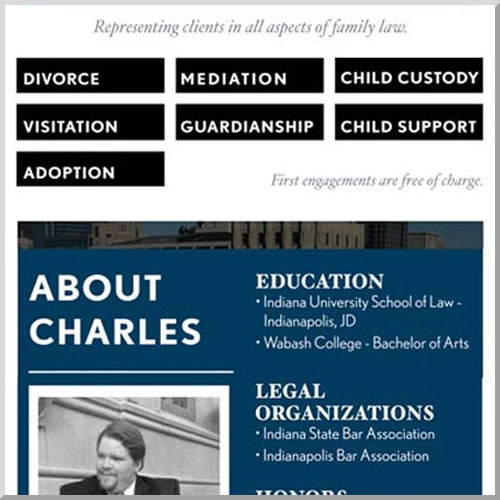 Representing clients in all aspects of family law.
DIVORCE
MEDIATION
CHILD CUSTODY
VISITATION
GUARDIANSHIP
CHILD SUPPORT
ADOPTION
First engagements are free of charge.
ABOUT
CHARLES
EDUCATION
• Indiana University School of Law -
Indianapolis, JD
• Wabash College - Bachelor of Arts
LEGAL
ORGANIZATIONS
• Indiana State Bar Association
• Indianapolis Bar Association
HONORS